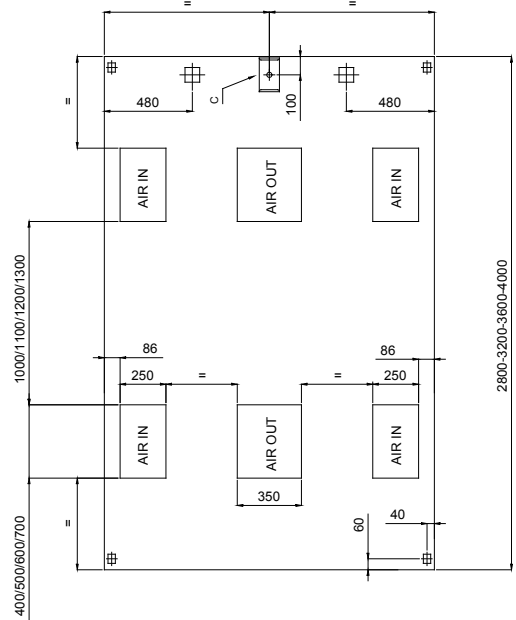 = =
480 C 100 480
=
AIR IN AIR OUT AIR IN
1000/1100/1200/1300
2800-3200-3600-4000
86 86
250 = = 250
AIR IN AIR OUT AIR IN
400/500/600/700
350
=
60 40